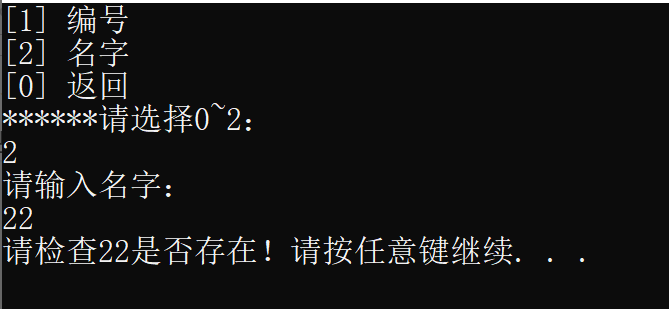 [1] 编号
[2] 名字
[0] 返回
******请选择0~2:
2
请输入名字:
22
请检查22是否存在! 请按任意键继续. . .